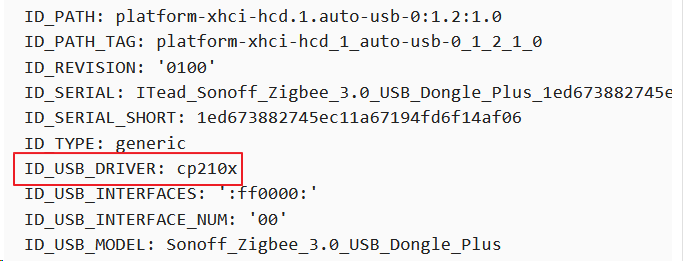 ID_PATH: platform-xhci-hcd.1.auto-usb-0:1.2:1.0
ID_PATH_TAG: platform-xhci-hcd_1_auto-usb-0_1_2_1_0
ID_REVISION: '0100'
ID_SERIAL: ITead_Sonoff_Zigbee_3.0_USB_Dongle_Plus_1ed673882745e
ID_SERIAL_SHORT: 1ed673882745ec11a67194fd6f14af06
ID_TYPE: generic
ID_USB_DRIVER: cp210x
ID_USB_INTERFACES: ':ff0000:'
ID_USB_INTERFACE_NUM: '00'
ID_USB_MODEL: Sonoff_Zigbee_3.0_USB_Dongle_Plus